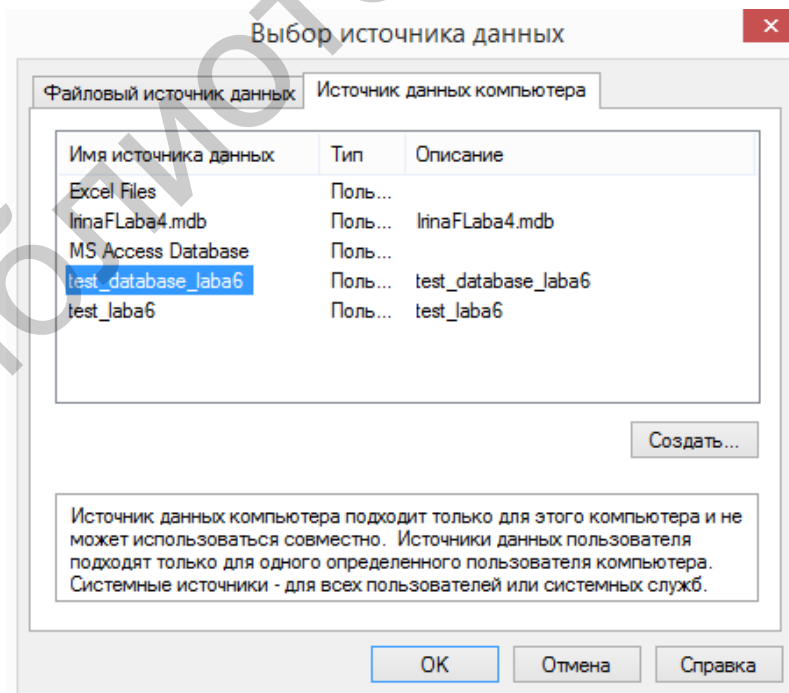 Выбор источника данных
Файловый источник данных Источник данных компьютера
Имя источника данных Тип Описание
Excel Files Поль...
IrinaFLaba4.mdb Поль... IrinaFLaba4.mdb
MS Access Database Поль...
test_database_laba6 Поль... test_database_laba6
test_laba6 Поль... test_laba6
Создать...
Источник данных компьютера подходит только для этого компьютера и не
может использоваться совместно. Источники данных пользователя
подходят только для одного определенного пользователя компьютера.
Системные источники - для всех пользователей или системных служб.
OK Отмена Справка